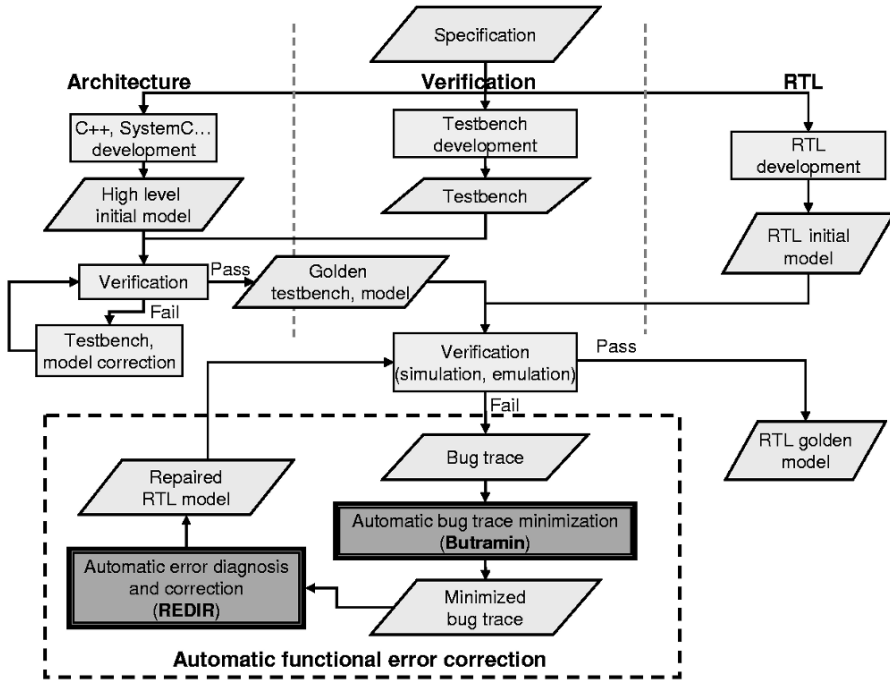 Specification
Architecture
Verification
RTL
C++, SystemC...
development
Testbench
development
RTL
development
High level
initial model
Testbench
RTL initial
model
Verification
Pass
Golden
testbench, model
Fail
Testbench,
model correction
Verification
(simulation, emulation)
Pass
Fail
RTL golden
model
Bug trace
Repaired
RTL model
Automatic bug trace minimization
(Butramin)
Automatic error diagnosis
and correction
(REDIR)
Minimized
bug trace
Automatic functional error correction